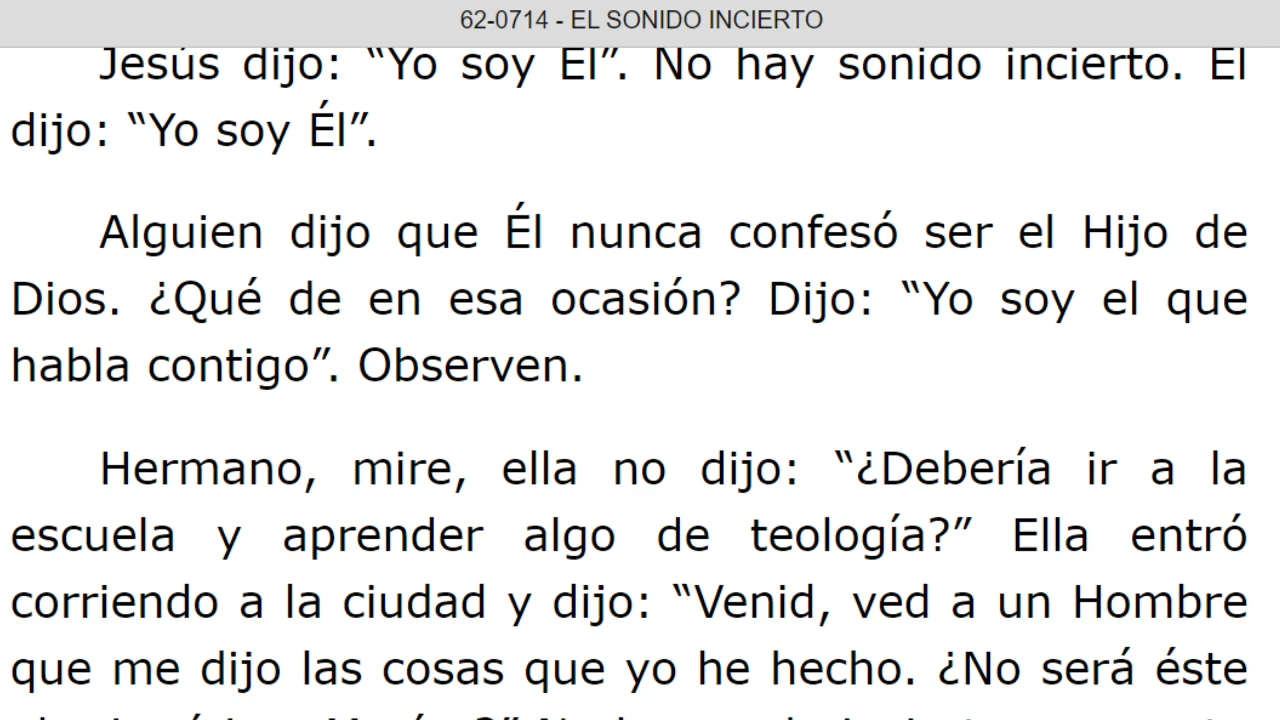 62-0714 - EL SONIDO INCIERTO
Jesús dijo: “Yo soy Él”. No hay sonido incierto. Él
dijo: “Yo soy Él”.
Alguien dijo que Él nunca confesó ser el Hijo de
Dios. ¿Qué de en esa ocasión? Dijo: “Yo soy el que
habla contigo”. Observen.
Hermano, mire, ella no dijo: “¿Debería ir a la
escuela y aprender algo de teología?” Ella entró
corriendo a la ciudad y dijo: “Venid, ved a un Hombre
que me dijo las cosas que yo he hecho. ¿No será éste